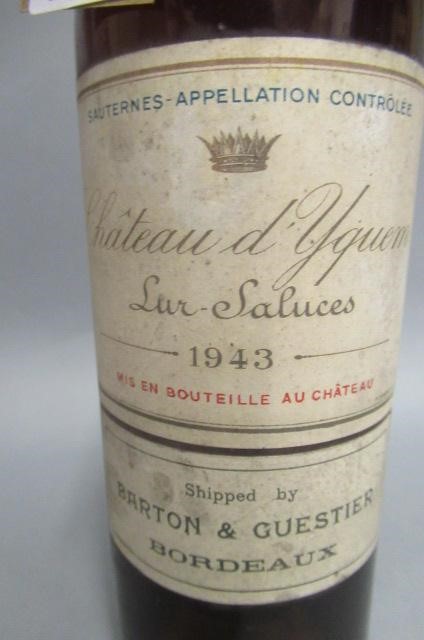 SAUTERNES-APPELLATION CONTRÔLÉE
Château d'Yquem
Lur-Saluces
1943
MIS EN BOUTEILLE AU CHÂTEAU
Shipped by
BARTON & GUESTIER
BORDEAUX